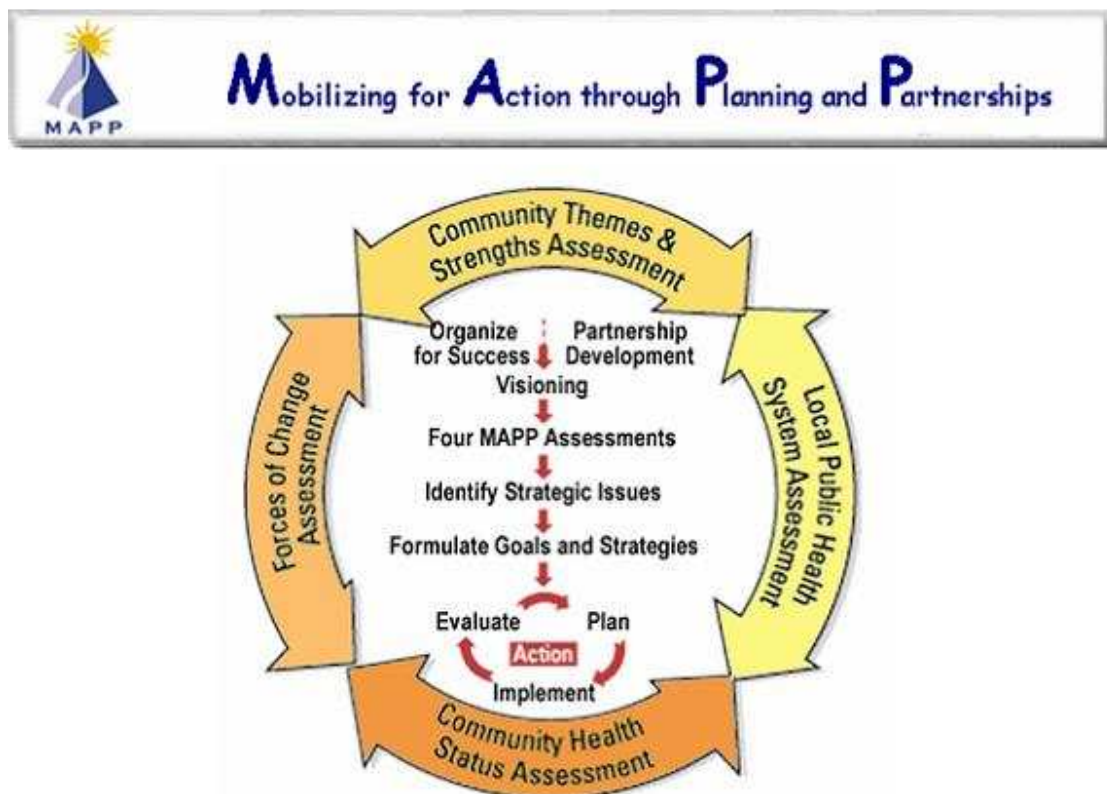 MAPP
Mobilizing for Action through Planning and Partnerships
Community Themes &
Strengths Assessment
Organize
for Success
Partnership
Development
Visioning
Four MAPP Assessments
Identify Strategic Issues
Formulate Goals and Strategies
Evaluate
Plan
Action
Implement
Forces of Change
Assessment
Local Public Health
System Assessment
Community Health
Status Assessment